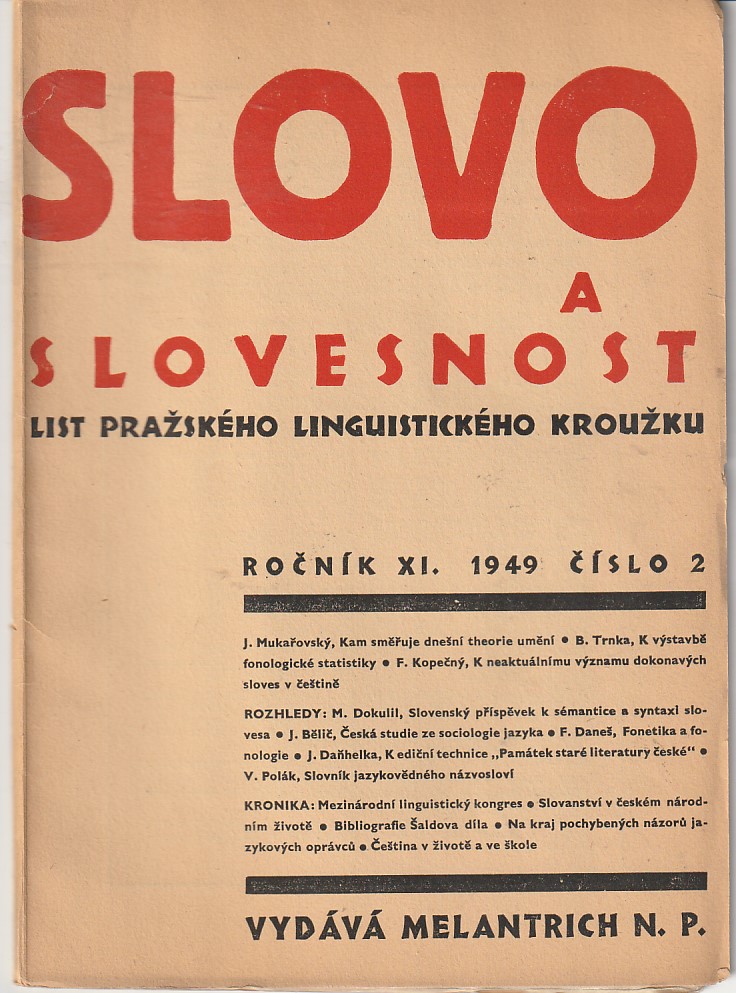 SLOVO
A
SLOVESNOST
LIST PRAŽSKÉHO LINGUISTICKÉHO KROUŽKU
ROČNÍK XI. 1949 ČÍSLO 2
J. Mukařovský, Kam směřuje dnešní theorie umění ● B. Trnka, K výstavbě
fonologické statistiky ● F. Kopečný, K neaktuálnímu významu dokonavých
sloves v češtině
ROZHLEDY: M. Dokulil, Slovenský příspěvek k sémantice a syntaxi slo-
vesa ● J. Bělič, Česká studie ze sociologie jazyka ● F. Daneš, Fonetika a fo-
nologie ● J. Daňhelka, K ediční technice „Památek staré literatury české“ ●
V. Polák, Slovník jazykovědného názvosloví
KRONIKA: Mezinárodní linguistický kongres ● Slovanství v českém národ-
ním životě ● Bibliografie Šaldova díla ● Na kraj pochybených názorů ja-
zykových oprávců ● Čeština v životě a ve škole
VYDÁVÁ MELANTRICH N. P.